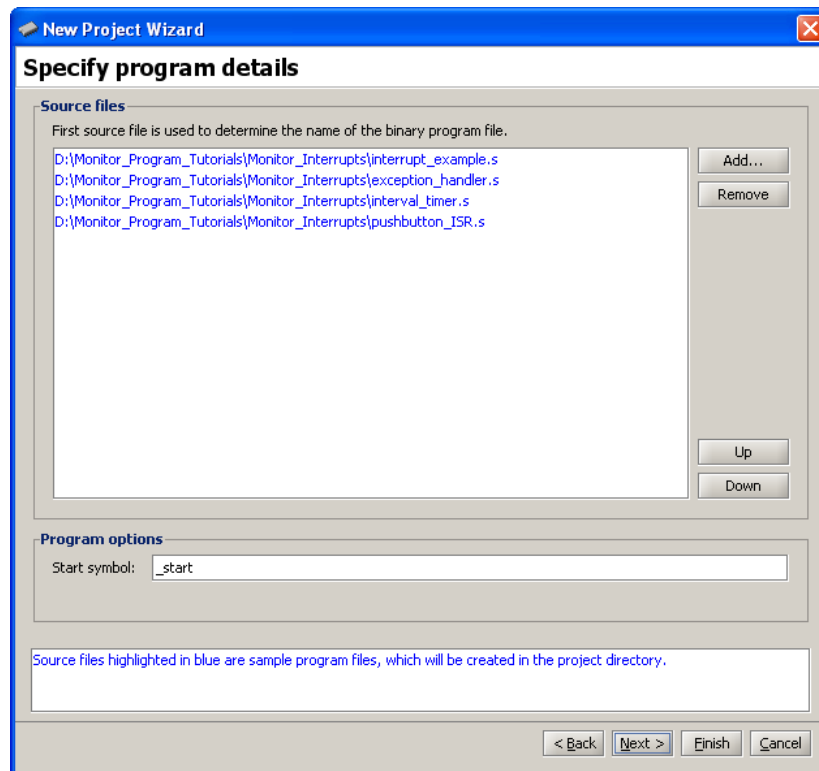 New Project Wizard
Specify program details
Source files
First source file is used to determine the name of the binary program file.
D:\Monitor_Program_Tutorials\Monitor_Interrupts\interrupt_example.s
D:\Monitor_Program_Tutorials\Monitor_Interrupts\exception_handler.s
D:\Monitor_Program_Tutorials\Monitor_Interrupts\interval_timer.s
D:\Monitor_Program_Tutorials\Monitor_Interrupts\pushbutton_ISR.s
Add...
Remove
Up
Down
Program options
Start symbol: _start
Source files highlighted in blue are sample program files, which will be created in the project directory.
< Back Next > Finish Cancel